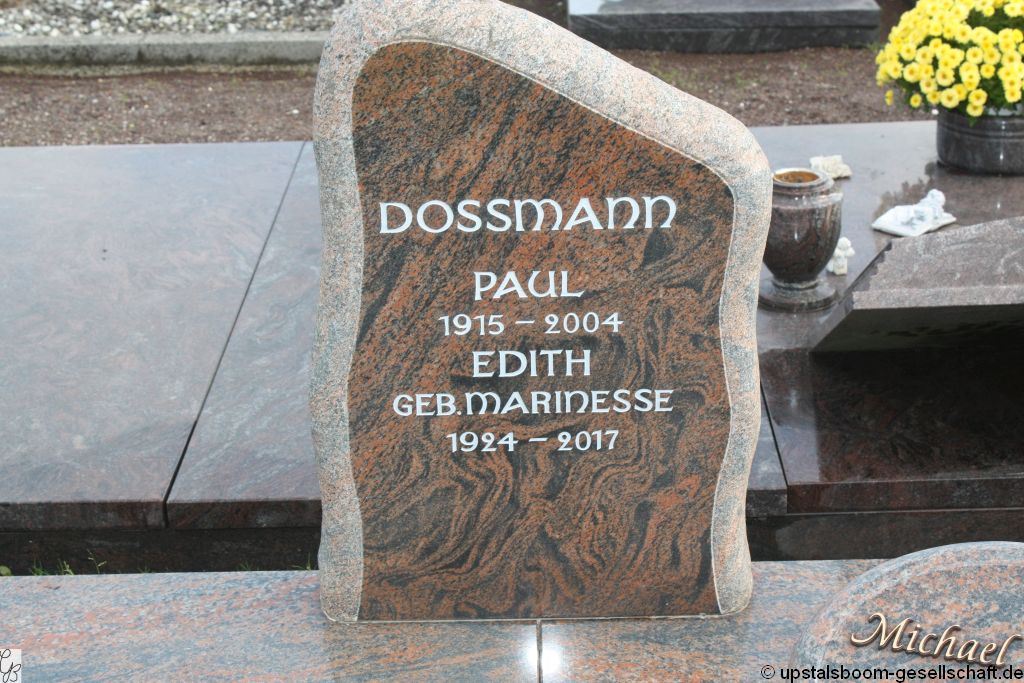 DOSSMANN
PAUL
1915 – 2004
EDITH
GEB. MARINESSE
1924 – 2017
Michael
© upstalsboom-gesellschaft.de